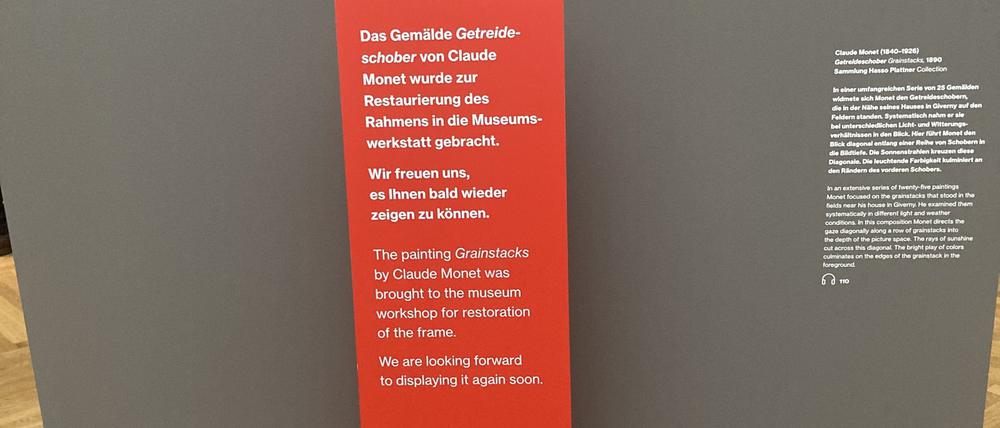 Das Gemälde Getreide-
schober von Claude
Monet wurde zur
Restaurierung des
Rahmens in die Museums-
werkstatt gebracht.
Wir freuen uns,
es Ihnen bald wieder
zeigen zu können.
The painting Grainstacks
by Claude Monet was
brought to the museum
workshop for restoration
of the frame.
We are looking forward
to displaying it again soon.
Claude Monet (1840–1926)
Getreideschober Grainstacks, 1890
Sammlung Hasso Plattner Collection
In einer umfangreichen Serie von 25 Gemälden
widmete sich Monet den Getreideschobern,
die in der Nähe seines Hauses in Giverny auf den
Feldern standen. Systematisch nahm er sie
bei unterschiedlichen Licht- und Witterungs-
verhältnissen in den Blick. Hier führt Monet den
Blick diagonal entlang einer Reihe von Schobern in
die Bildtiefe. Die Sonnenstrahlen kreuzen diese
Diagonale. Die leuchtende Farbigkeit kulminiert an
den Rändern des vorderen Schobers.
In an extensive series of twenty-five paintings
Monet focused on the grainstacks that stood in the
fields near his house in Giverny. He examined them
systematically in different light and weather
conditions. In this composition Monet directs the
gaze diagonally along a row of grainstacks into
the depth of the picture space. The rays of sunshine
cut across this diagonal. The bright play of colors
culminates on the edges of the grainstack in the
foreground.
110